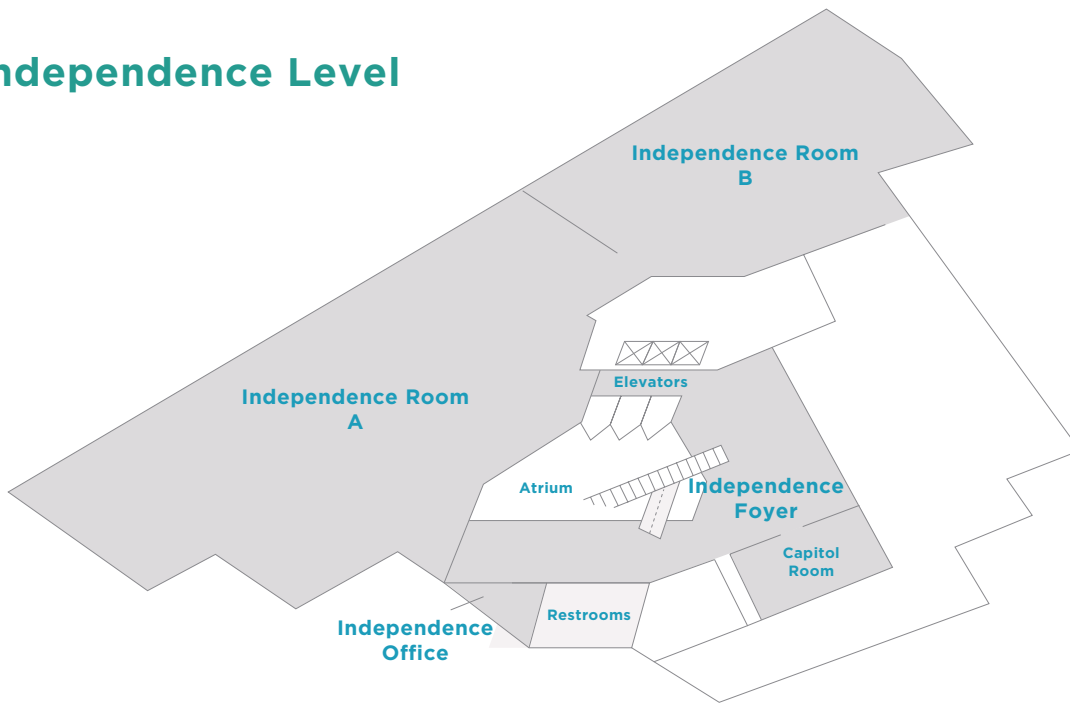 ndependence Level
Independence Room
B
Elevators
Independence Room
A
Atrium
Independence
Foyer
Capitol
Room
Restrooms
Independence
Office